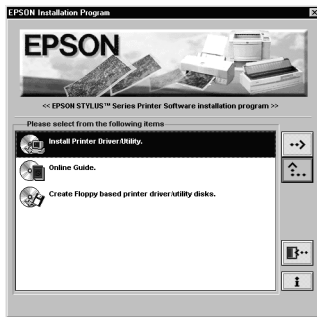 EPSON Installation Program
EPSON
<< EPSON STYLUS™ Series Printer Software installation program >>
Please select from the following items
Install Printer Driver/Utility.
Online Guide.
Create Floppy based printer driver/utility disks.